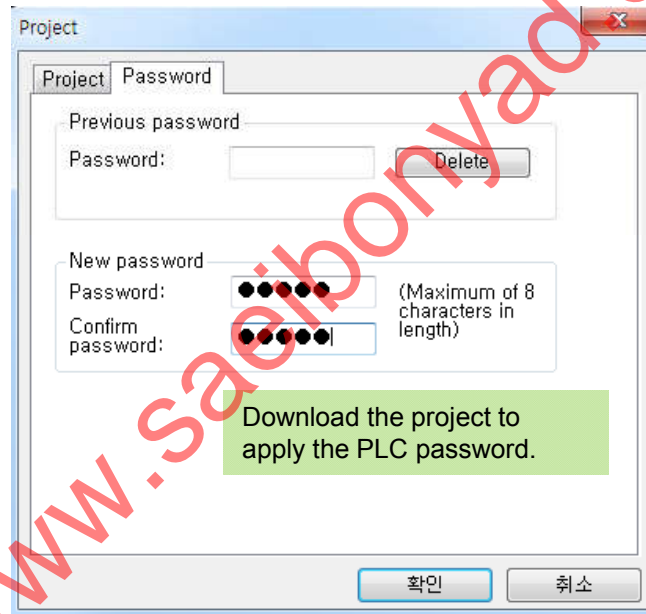 Project
Project Password
Previous password
Password:
Delete
New password
Password: ●●●●●
(Maximum of 8
characters in
length)
Confirm
password: ●●●●●
Download the project to
apply the PLC password.
확인 취소
www.saeibonyad.